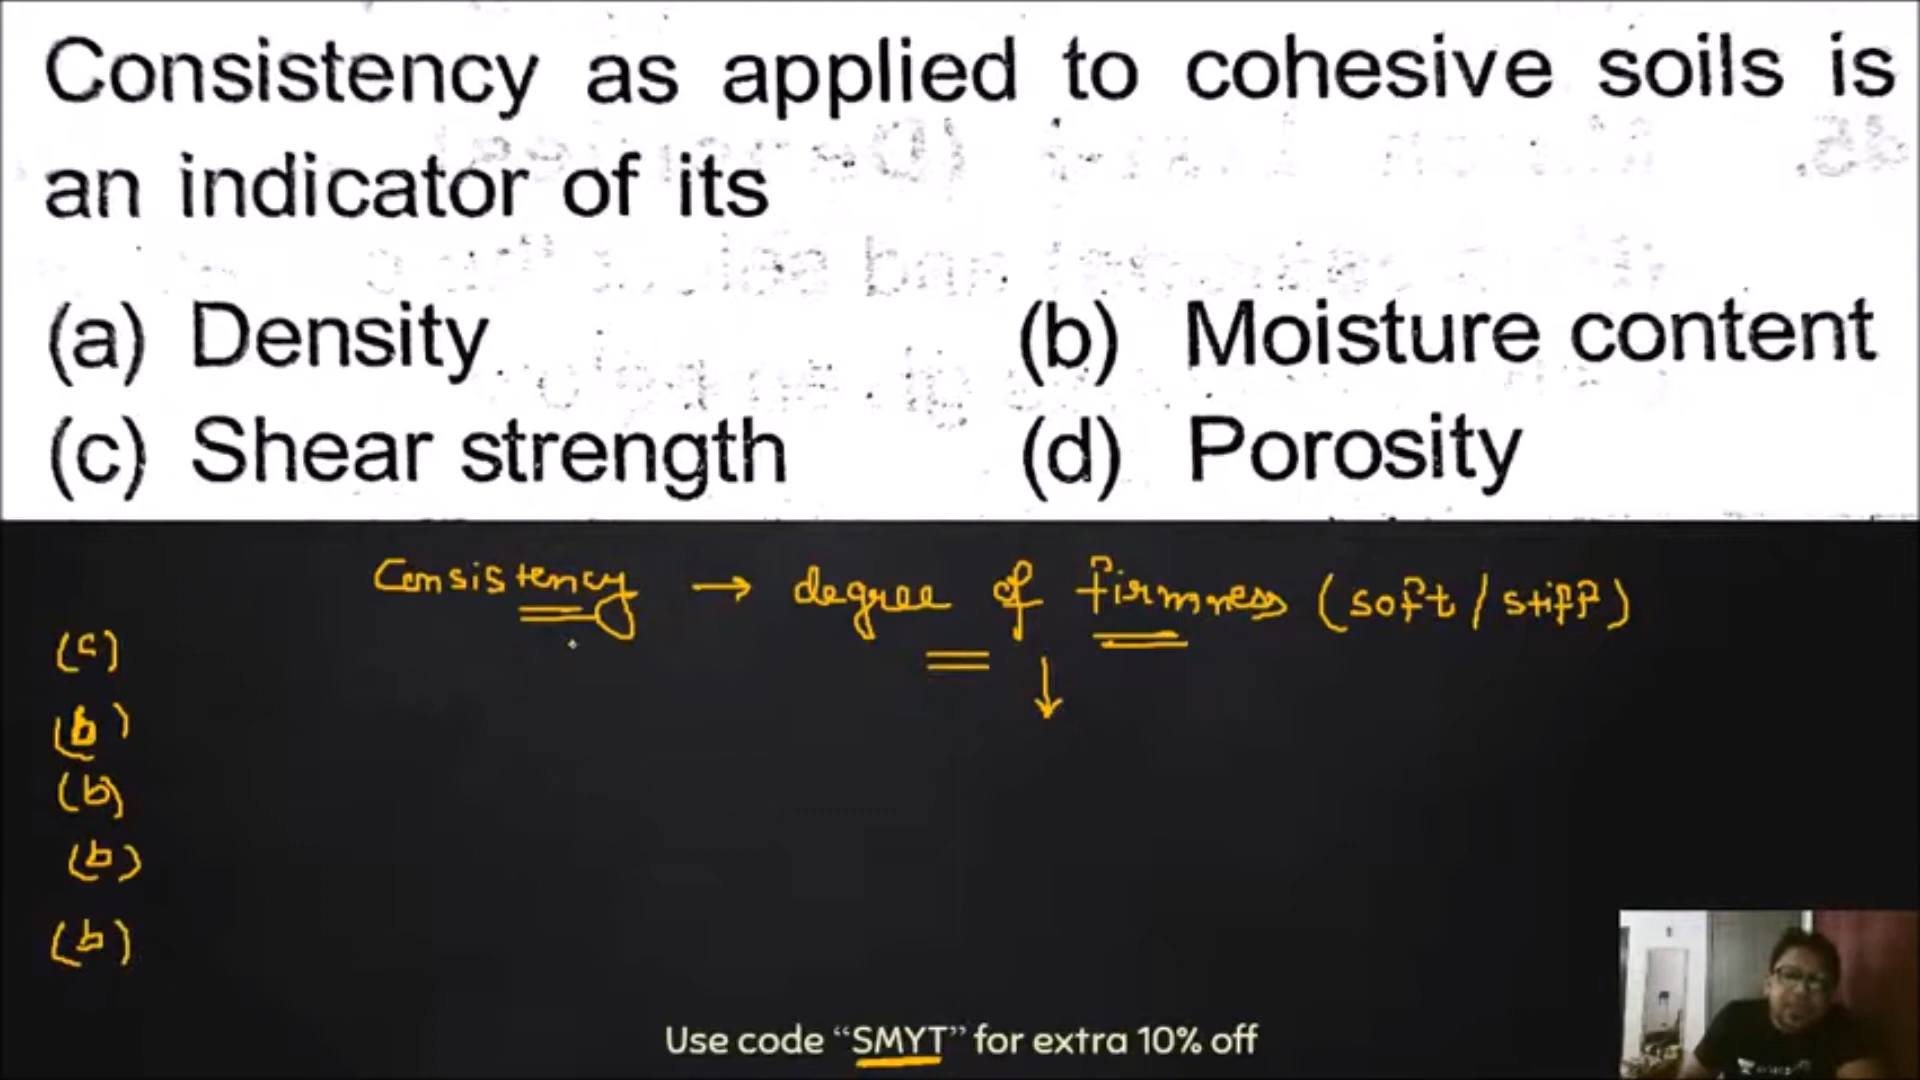 Consistency as applied to cohesive soils is
an indicator of its
(a) Density (b) Moisture content
(c) Shear strength (d) Porosity
Consistency → degree of firmness (soft / stiff)
↓
(c)
(b)
(b)
(b)
(b)
Use code “SMYT” for extra 10% off